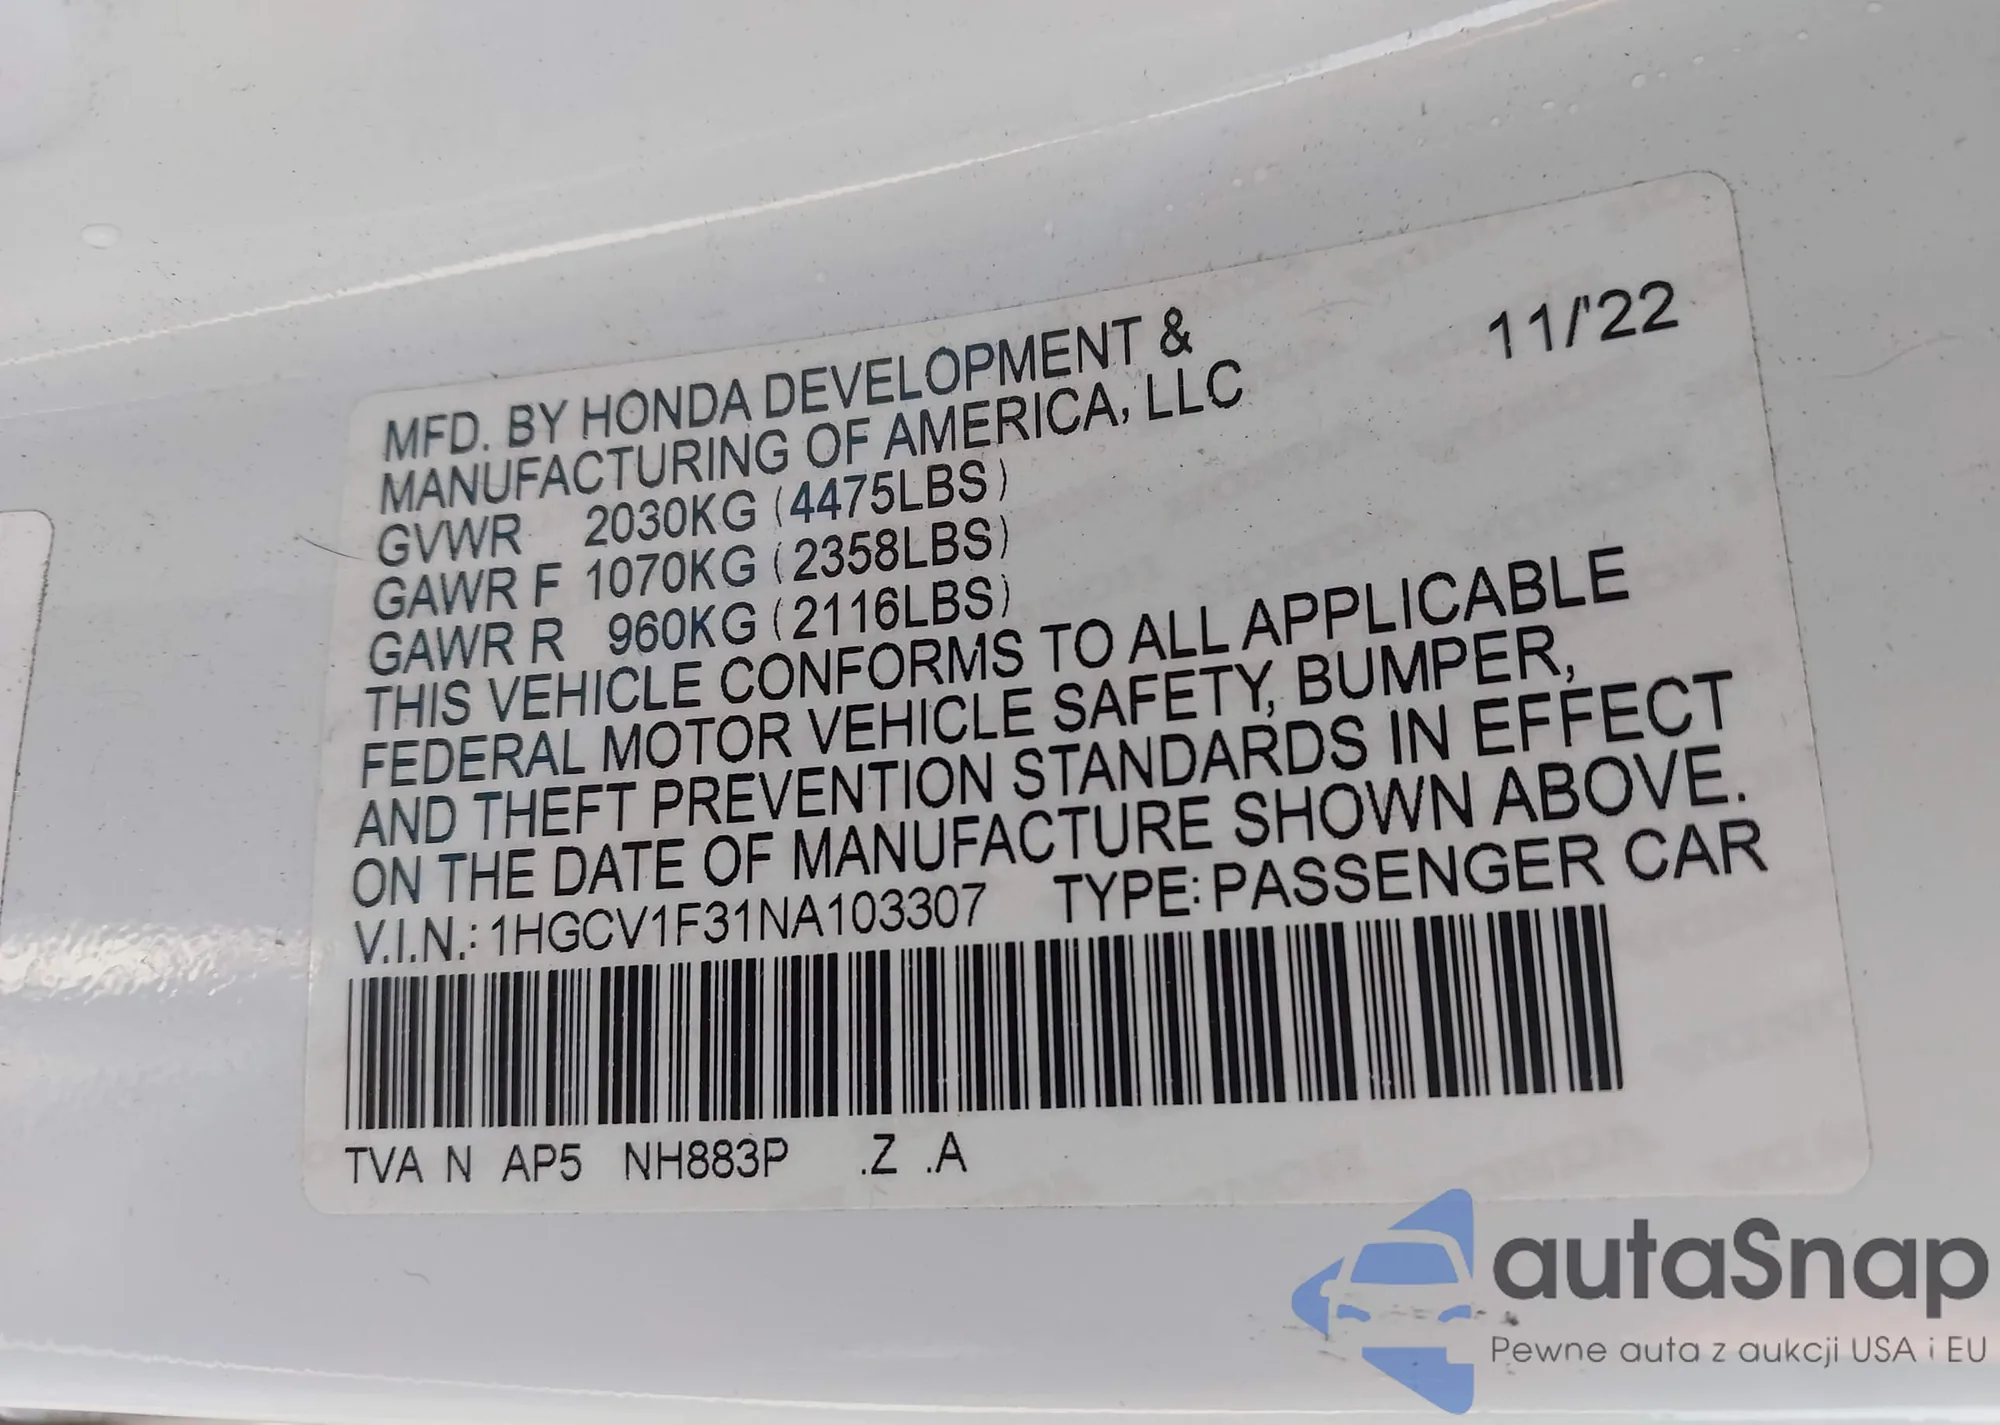 11/'22
MFD. BY HONDA DEVELOPMENT &
MANUFACTURING OF AMERICA, LLC
GVWR 2030KG (4475LBS)
GAWR F 1070KG (2358LBS)
GAWR R 960KG (2116LBS)
THIS VEHICLE CONFORMS TO ALL APPLICABLE
FEDERAL MOTOR VEHICLE SAFETY, BUMPER,
AND THEFT PREVENTION STANDARDS IN EFFECT
ON THE DATE OF MANUFACTURE SHOWN ABOVE.
V.I.N.: 1HGCV1F31NA103307 TYPE: PASSENGER CAR
TVA N AP5 NH883P .Z .A
autaSnap
Pewne auta z aukcji USA i EU